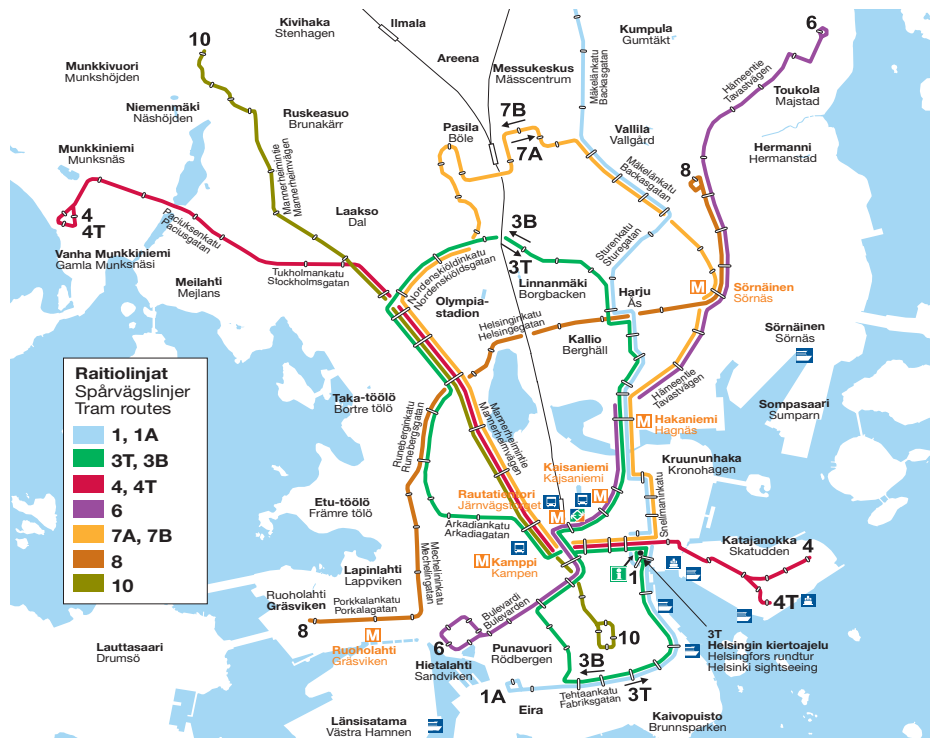 Kivihaka
Stenhagen
Ilmala
Kumpula
Gumtäkt
6
10
Areena
Messukeskus
Mässcentrum
Mäkelänkatu
Backasgatan
Hämeentie
Tavastvägen
Munkkivuori
Munkshöjden
Toukola
Majstad
Niemenmäki
Näshöjden
Ruskeasuo
Brunakärr
7B
7A
Pasila
Böle
Vallila
Vallgård
Hermanni
Hermanstad
Munkkiniemi
Munksnäs
Mannerheimintie
Mannerheimvägen
Mäkelänkatu
Backasgatan
8
4
4T
Paciuksenkatu
Paciusgatan
Laakso
Dal
3B
3T
Sturenkatu
Sturegatan
Vanha Munkkiniemi
Gamla Munksnäsi
Meilahti
Mejlans
Tukholmankatu
Stockholmsgatan
Nordenskiöldinkatu
Nordenskiöldsgatan
Linnanmäki
Borgbacken
Harju
Ås
M
Sörnäinen
Sörnäs
Olympia-
stadion
Helsinginkatu
Helsingegatan
Kallio
Berghäll
Sörnäinen
Sörnäs
Raitiolinjat
Spårvägslinjer
Tram routes
1, 1A
3T, 3B
4, 4T
6
7A, 7B
8
10
Taka-töölö
Bortre tölö
Hämeentie
Tavastvägen
Sompasaari
Sumparn
Runeberginkatu
Runebergsgatan
Mannerheimintie
Mannerheimvägen
M
Hakaniemi
Hagnäs
Kruununhaka
Kronohagen
Kaisaniemi
Kajsaniemi
M
Rautatientori
Järnvägstorget
M
Snellmaninkatu
Etu-töölö
Främre tölö
Arkadiankatu
Arkadiagatan
M
Kamppi
Kampen
Katajanokka
Skatudden
4
4T
Mechelininkatu
Mechelingatan
Lapinlahti
Lappviken
i
1
Ruoholahti
Gräsviken
Porkkalankatu
Porkalagatan
8
M
Ruoholahti
Gräsviken
Bulevardi
Bulevarden
6
10
Hietalahti
Sandviken
Punavuori
Rödbergen
3T
Helsingin kiertoajelu
Helsingfors rundtur
Helsinki sightseeing
Lauttasaari
Drumsö
3B
3T
Tehtaankatu
Fabriksgatan
1A
Eira
Länsisatama
Västra Hamnen
Kaivopuisto
Brunnsparken